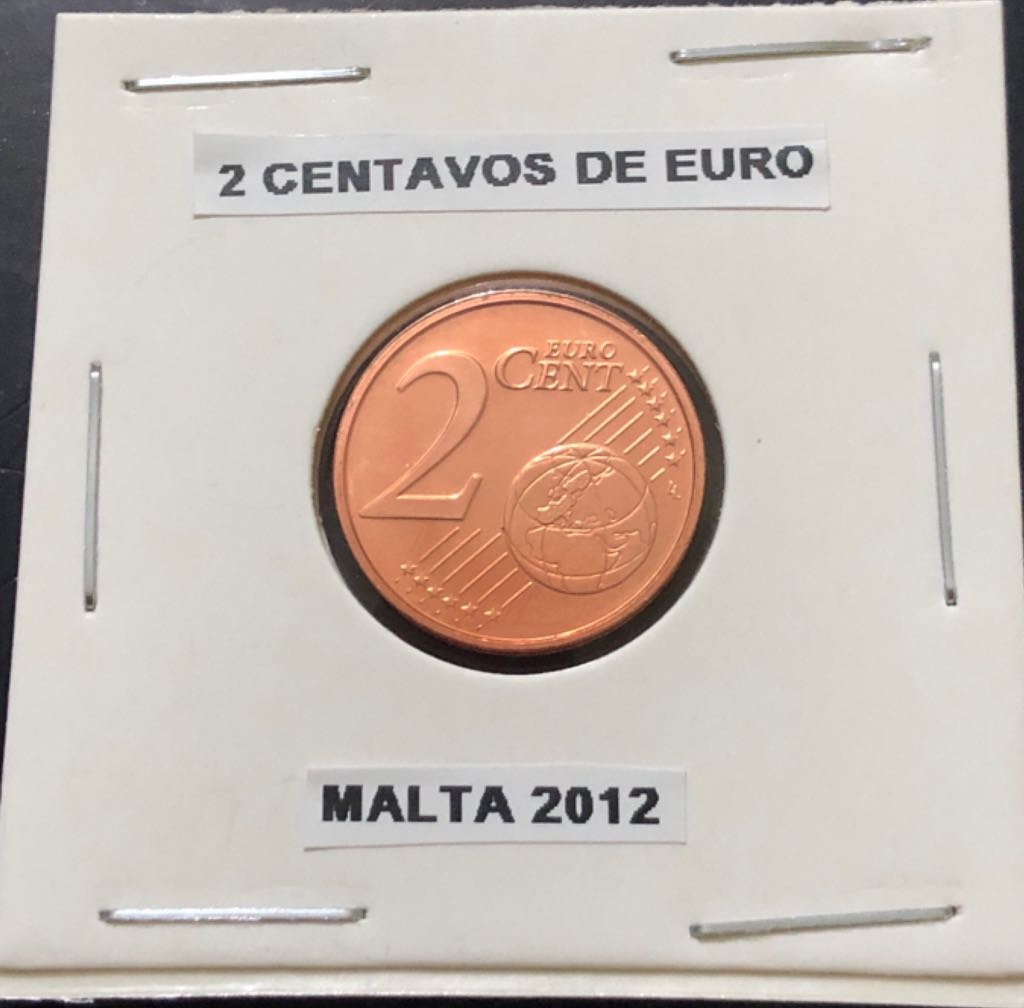 2 CENTAVOS DE EURO
2 EURO
CENT
MALTA 2012